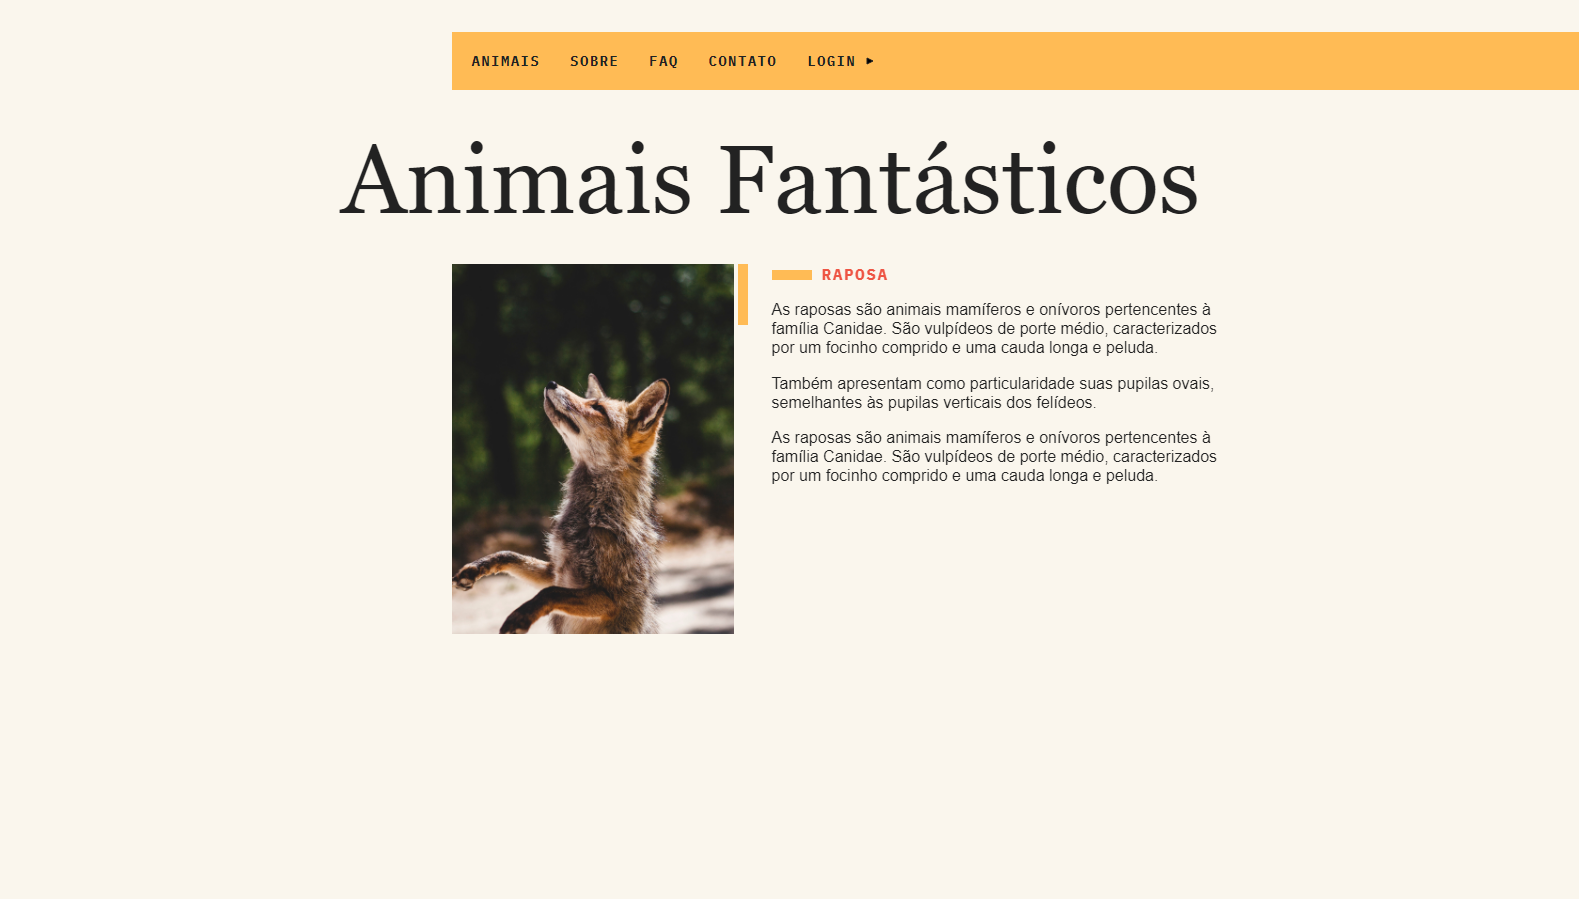 ANIMAIS SOBRE FAQ CONTATO LOGIN ▸
Animais Fantásticos
RAPOSA
As raposas são animais mamíferos e onívoros pertencentes à
família Canidae. São vulpídeos de porte médio, caracterizados
por um focinho comprido e uma cauda longa e peluda.
Também apresentam como particularidade suas pupilas ovais,
semelhantes às pupilas verticais dos felídeos.
As raposas são animais mamíferos e onívoros pertencentes à
família Canidae. São vulpídeos de porte médio, caracterizados
por um focinho comprido e uma cauda longa e peluda.